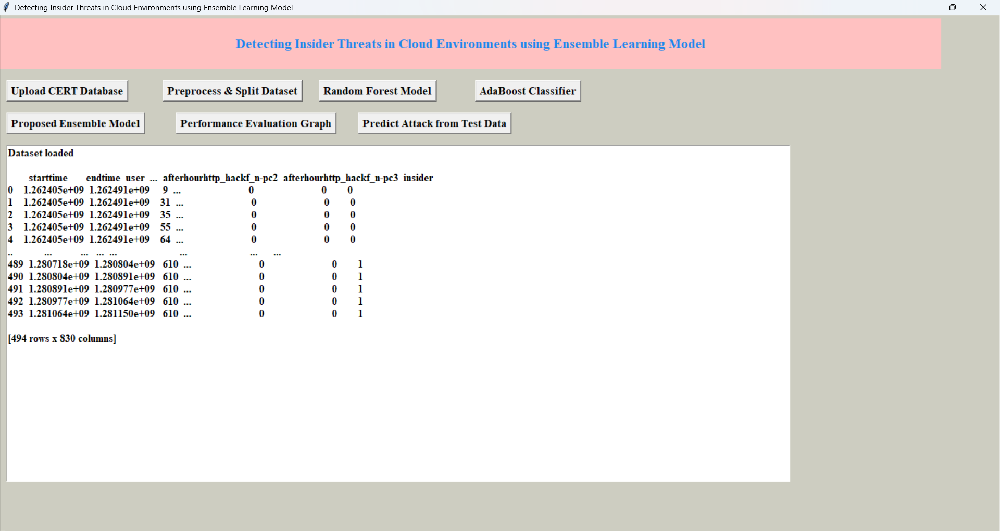 Detecting Insider Threats in Cloud Environments using Ensemble Learning Model
Detecting Insider Threats in Cloud Environments using Ensemble Learning Model
Upload CERT Database Preprocess & Split Dataset Random Forest Model AdaBoost Classifier
Proposed Ensemble Model Performance Evaluation Graph Predict Attack from Test Data
Dataset loaded
starttime endtime user ... afterhourhttp_hackf_n-pc2 afterhourhttp_hackf_n-pc3 insider
0 1.262405e+09 1.262491e+09 9 ... 0 0 0
1 1.262405e+09 1.262491e+09 31 ... 0 0 0
2 1.262405e+09 1.262491e+09 35 ... 0 0 0
3 1.262405e+09 1.262491e+09 55 ... 0 0 0
4 1.262405e+09 1.262491e+09 64 ... 0 0 0
.. ... ... ... ... ... ... ...
489 1.280718e+09 1.280804e+09 610 ... 0 0 1
490 1.280804e+09 1.280891e+09 610 ... 0 0 1
491 1.280891e+09 1.280977e+09 610 ... 0 0 1
492 1.280977e+09 1.281064e+09 610 ... 0 0 1
493 1.281064e+09 1.281150e+09 610 ... 0 0 1
[494 rows x 830 columns]